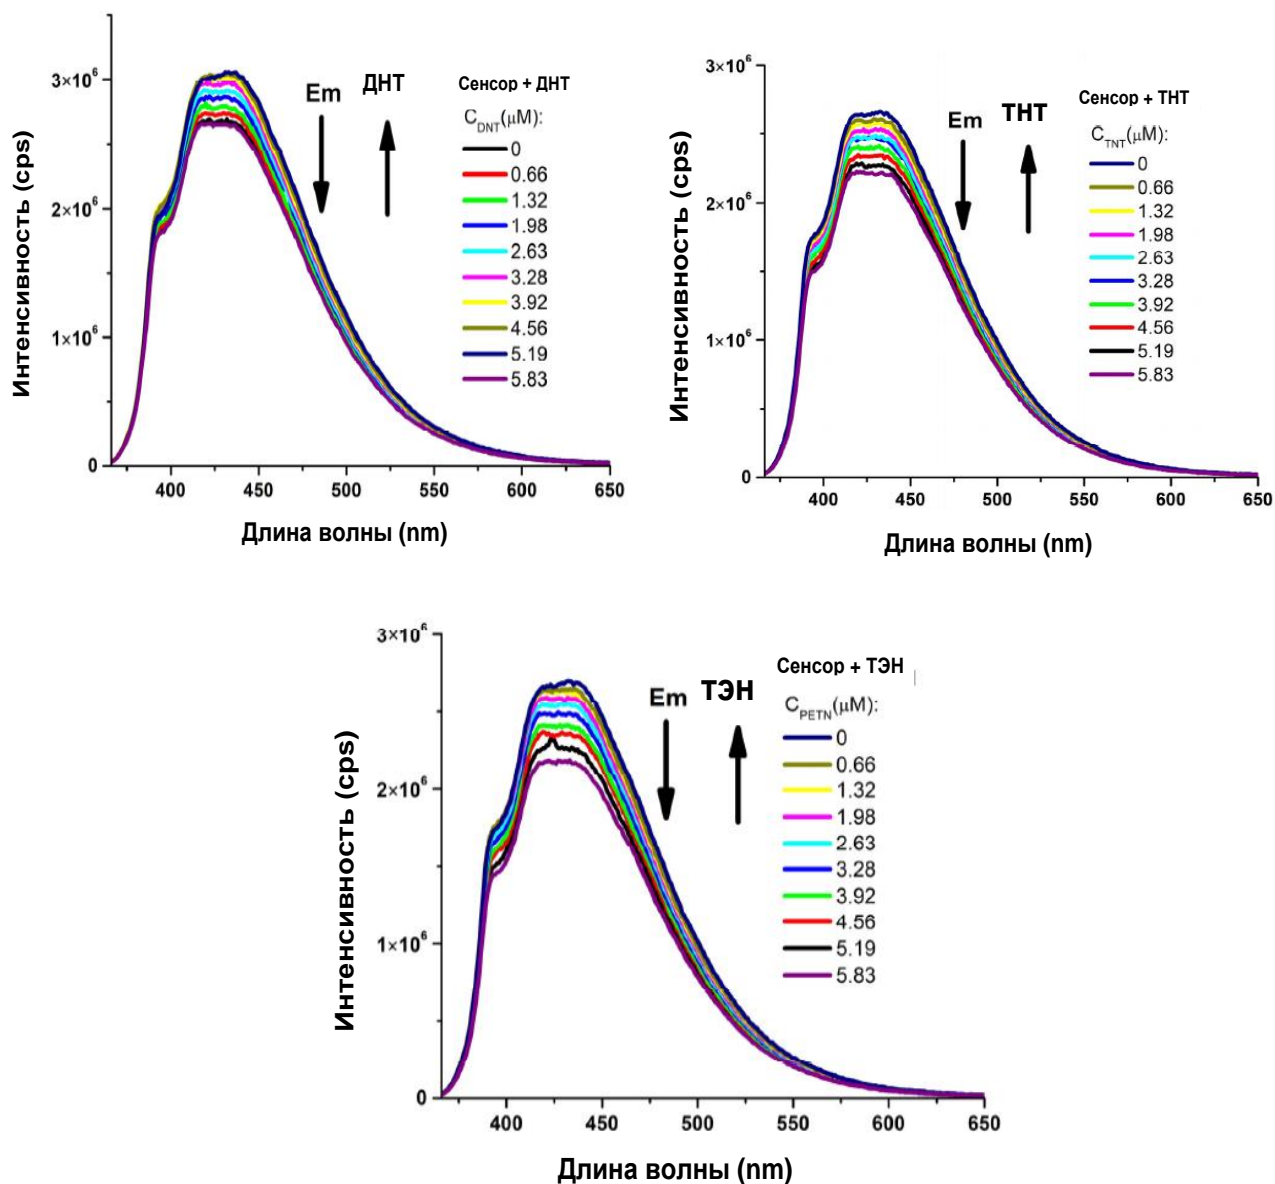 Интенсивность (cps)
3×10⁶
2×10⁶
1×10⁶
0
400 450 500 550 600 650
Длина волны (nm)
Em
ДНТ
Сенсор + ДНТ
C_DNT(μM):
0
0.66
1.32
1.98
2.63
3.28
3.92
4.56
5.19
5.83
Интенсивность (cps)
3×10⁶
2×10⁶
1×10⁶
0
400 450 500 550 600 650
Длина волны (nm)
Em
ТНТ
Сенсор + ТНТ
C_TNT(μM):
0
0.66
1.32
1.98
2.63
3.28
3.92
4.56
5.19
5.83
Интенсивность (cps)
3×10⁶
2×10⁶
1×10⁶
0
400 450 500 550 600 650
Длина волны (nm)
Em
ТЭН
Сенсор + ТЭН
C_PETN(μM):
0
0.66
1.32
1.98
2.63
3.28
3.92
4.56
5.19
5.83